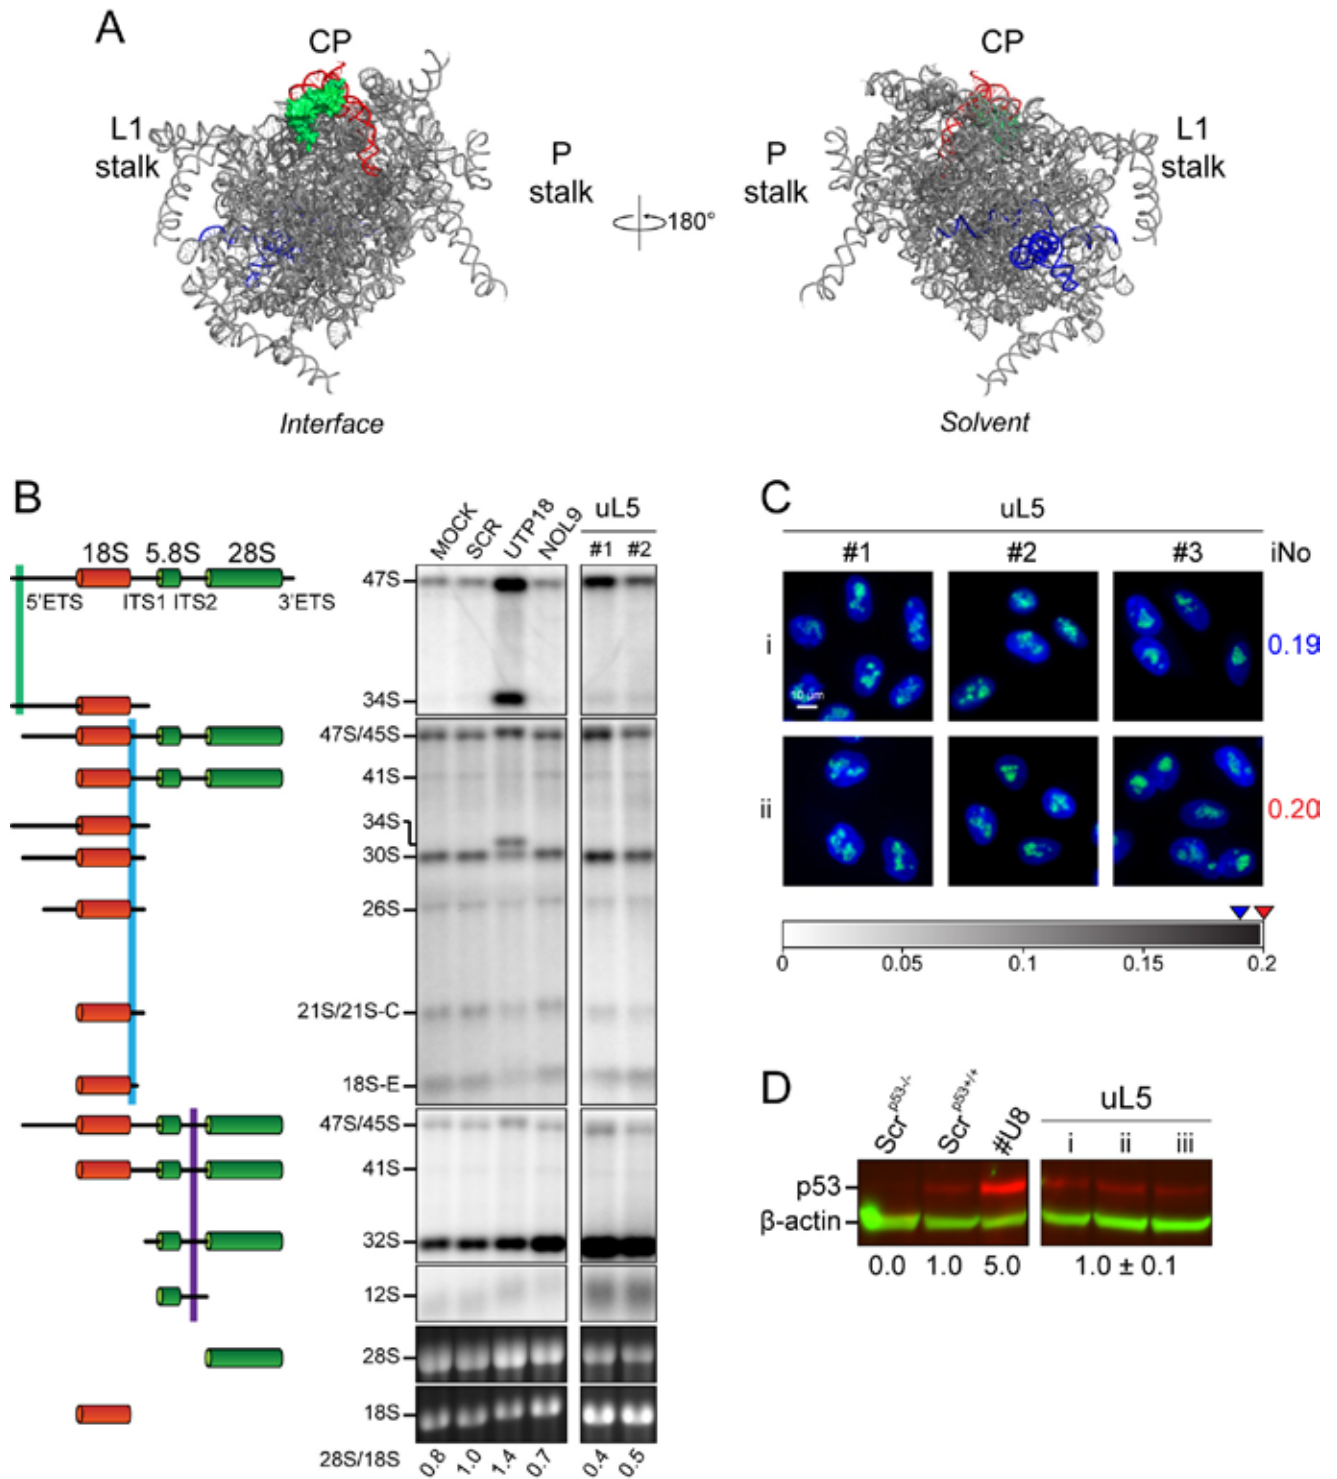 A
CP
CP
L1
stalk
P
stalk
180°
P
stalk
L1
stalk
Interface
Solvent
B
MOCK
SCR
UTP18
NOL9
uL5
#1
#2
18S
5.8S
28S
5'ETS
ITS1
ITS2
3'ETS
47S
34S
47S/45S
41S
34S
30S
26S
21S/21S-C
18S-E
47S/45S
41S
32S
12S
28S
18S
28S/18S
0.8
1.0
1.4
0.7
0.4
0.5
C
uL5
#1
#2
#3
iNo
i
10 µm
0.19
ii
0.20
0
0.05
0.1
0.15
0.2
D
Scr p53-/-
Scr p53+/+
#U8
uL5
i
ii
iii
p53
β-actin
0.0
1.0
5.0
1.0 ± 0.1